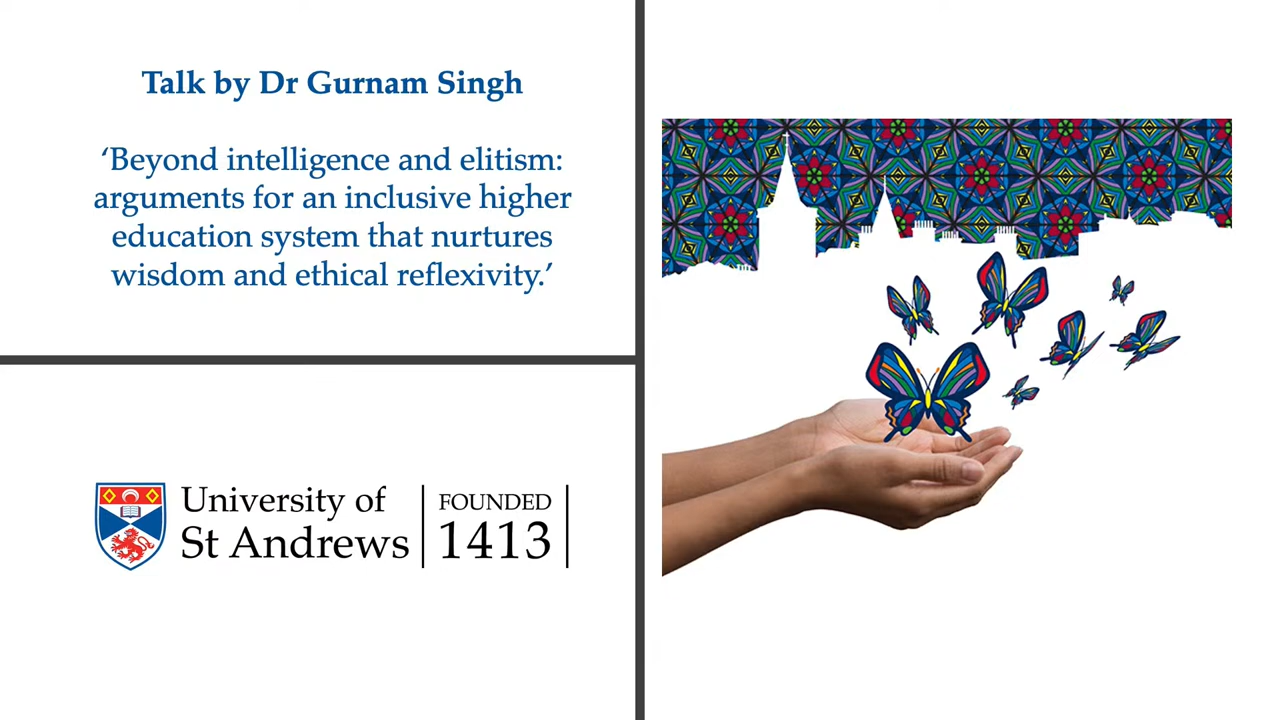 Talk by Dr Gurnam Singh
‘Beyond intelligence and elitism:
arguments for an inclusive higher
education system that nurtures
wisdom and ethical reflexivity.’
University of
St Andrews
FOUNDED
1413